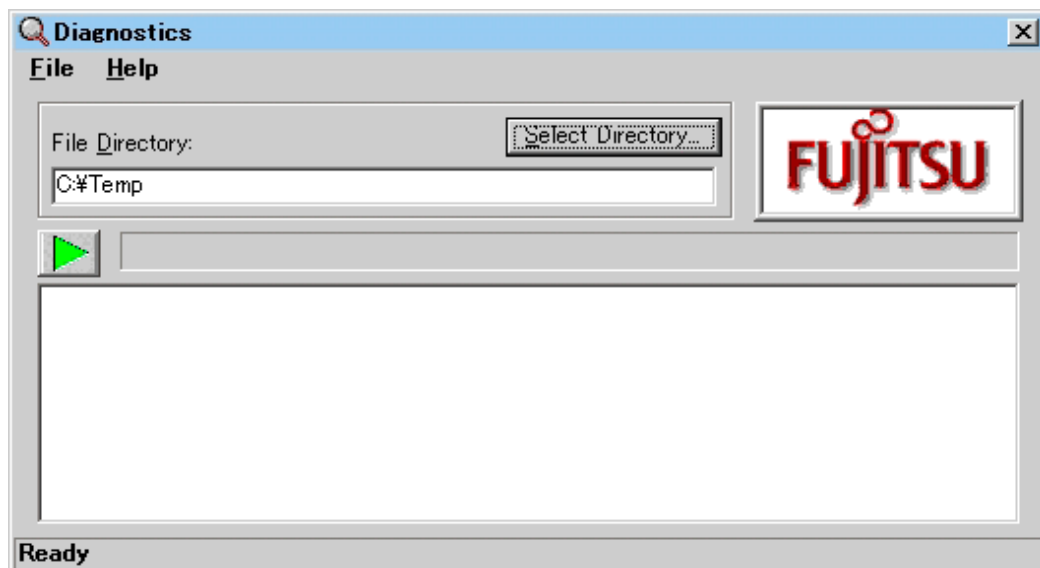 Diagnostics
File Help
File Directory:
Select Directory...
C:¥Temp
FUJITSU
Ready